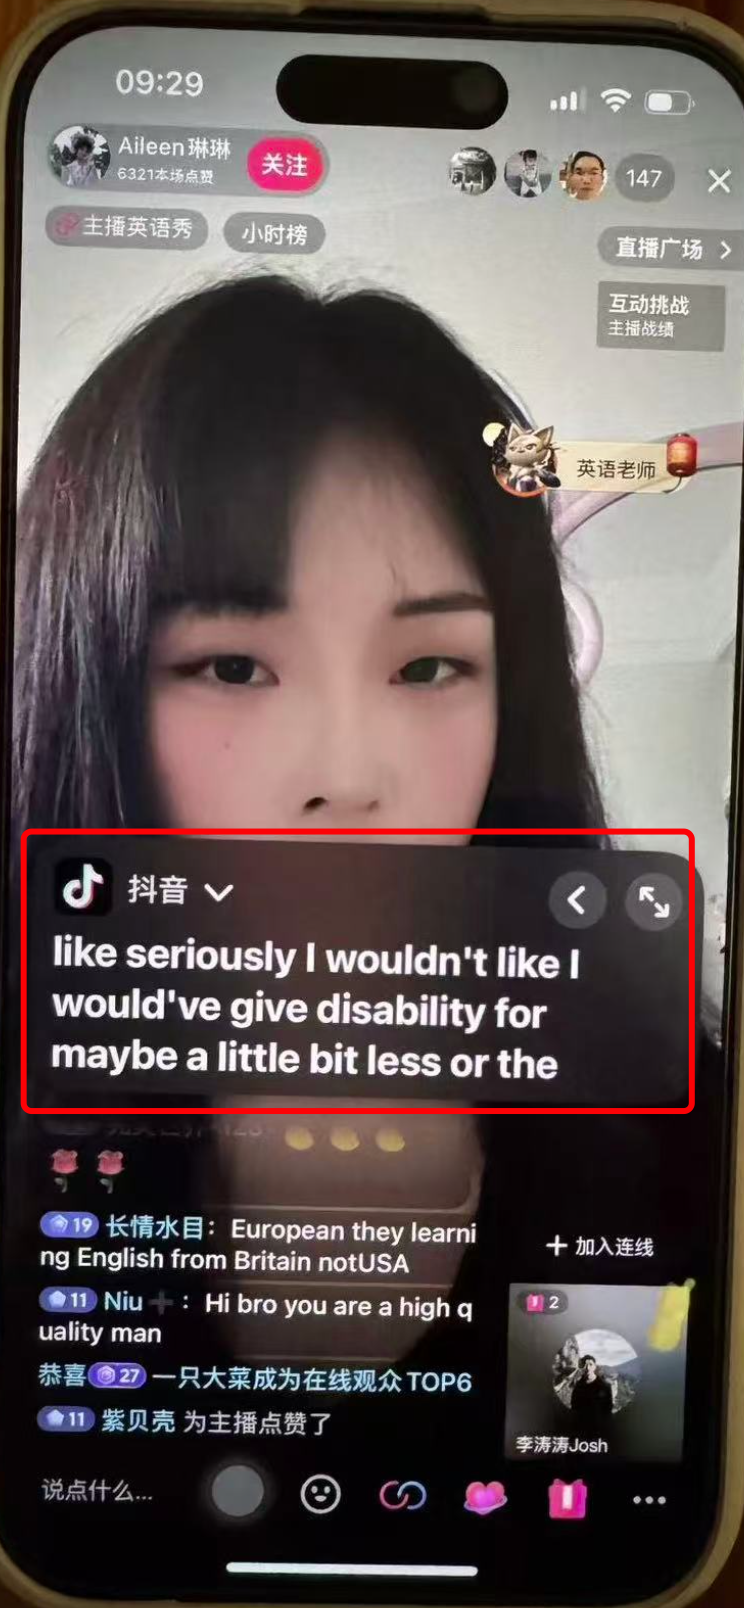 09:29
Aileen琳琳
6321本场点赞
关注
147
主播英语秀
小时榜
直播广场
互动挑战
主播战绩
英语老师
抖音
like seriously I wouldn't like I
would've give disability for
maybe a little bit less or the
19 长情水目：European they learni
ng English from Britain notUSA
11 Niu ：Hi bro you are a high q
uality man
恭喜 27 一只大菜成为在线观众TOP6
11 紫贝壳 为主播点赞了
+ 加入连线
2
李涛涛Josh
说点什么...